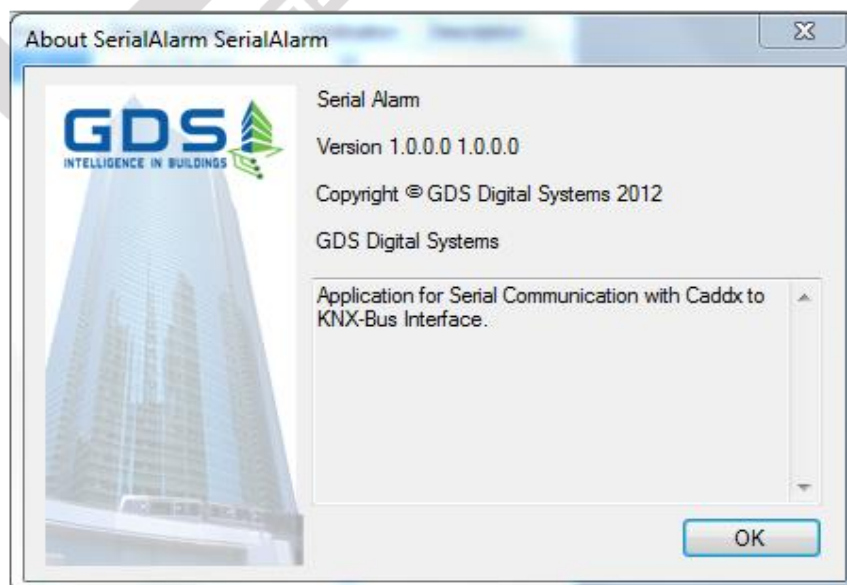 About SerialAlarm SerialAlarm
GDS
INTELLIGENCE IN BUILDINGS
Serial Alarm
Version 1.0.0.0 1.0.0.0
Copyright © GDS Digital Systems 2012
GDS Digital Systems
Application for Serial Communication with Caddx to
KNX-Bus Interface.
OK